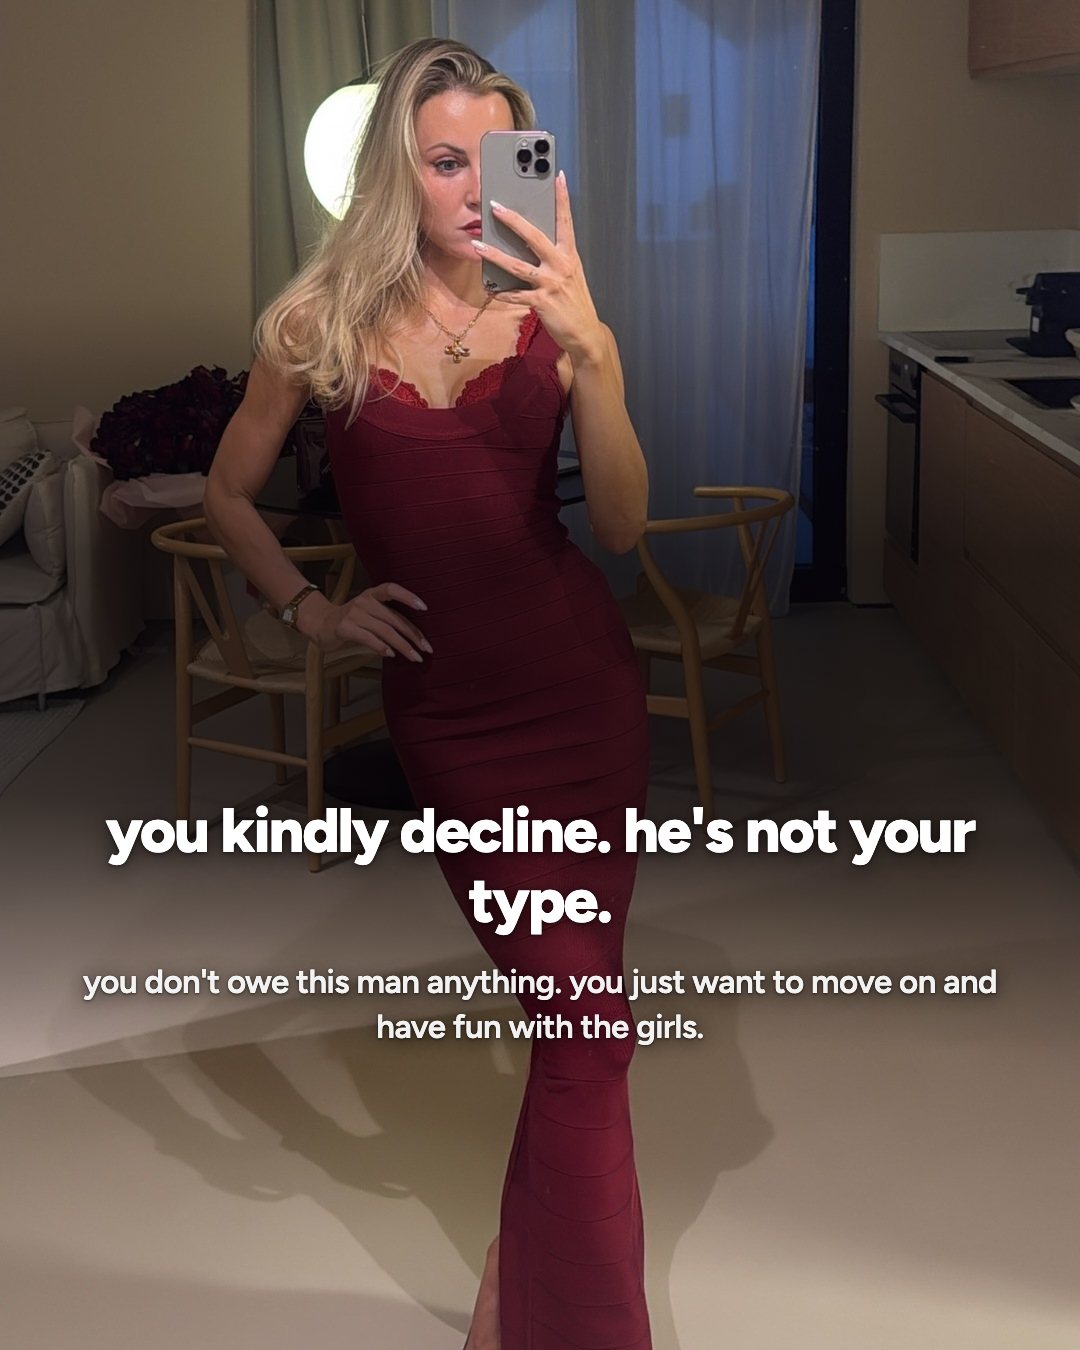 you kindly decline. he's not your
type.
you don't owe this man anything. you just want to move on and
have fun with the girls.